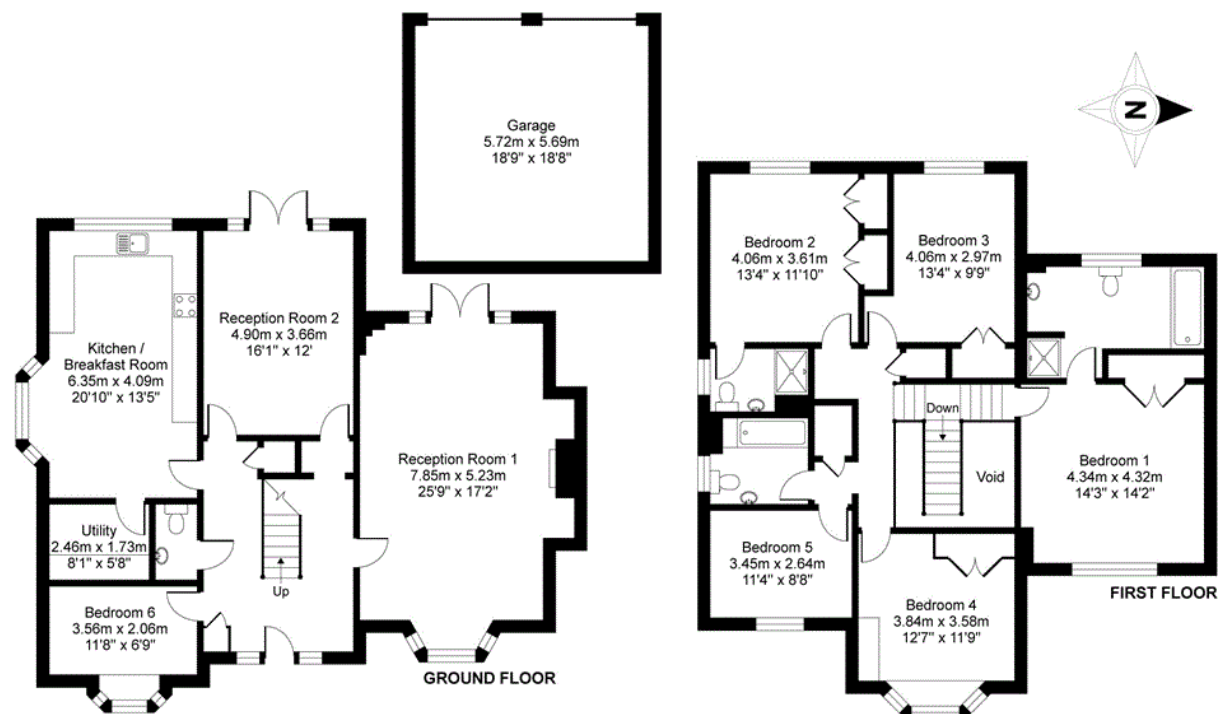 Garage
5.72m x 5.69m
18'9" x 18'8"
N
Reception Room 2
4.90m x 3.66m
16'1" x 12'
Kitchen /
Breakfast Room
6.35m x 4.09m
20'10" x 13'5"
Reception Room 1
7.85m x 5.23m
25'9" x 17'2"
Utility
2.46m x 1.73m
8'1" x 5'8"
Up
Bedroom 6
3.56m x 2.06m
11'8" x 6'9"
GROUND FLOOR
Bedroom 2
4.06m x 3.61m
13'4" x 11'10"
Bedroom 3
4.06m x 2.97m
13'4" x 9'9"
Down
Void
Bedroom 1
4.34m x 4.32m
14'3" x 14'2"
Bedroom 5
3.45m x 2.64m
11'4" x 8'8"
Bedroom 4
3.84m x 3.58m
12'7" x 11'9"
FIRST FLOOR